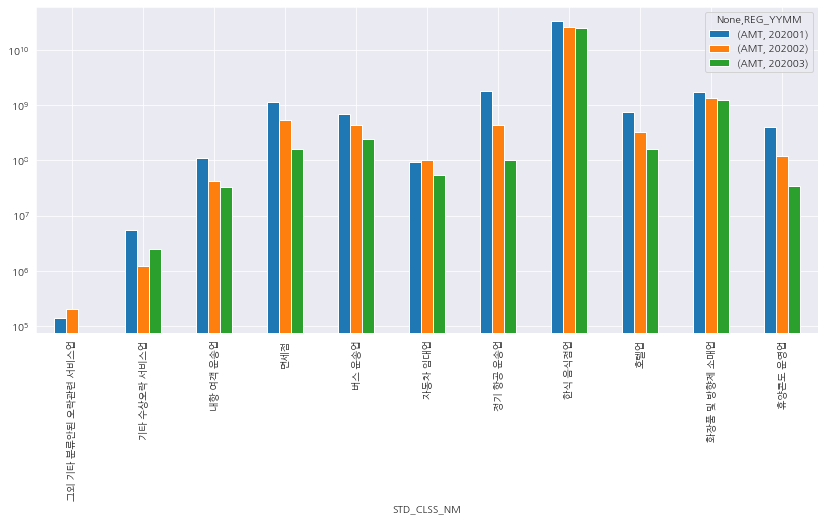 None,REG_YYMM
(AMT, 202001)
(AMT, 202002)
(AMT, 202003)
10¹⁰
10⁹
10⁸
10⁷
10⁶
10⁵
그외 기타 분류안된 오락관련 서비스업
기타 수상오락 서비스업
내항 여객 운송업
면세점
버스 운송업
자동차 임대업
정기 항공 운송업
한식 음식점업
호텔업
화장품 및 방향제 소매업
휴양콘도 운영업
STD_CLSS_NM